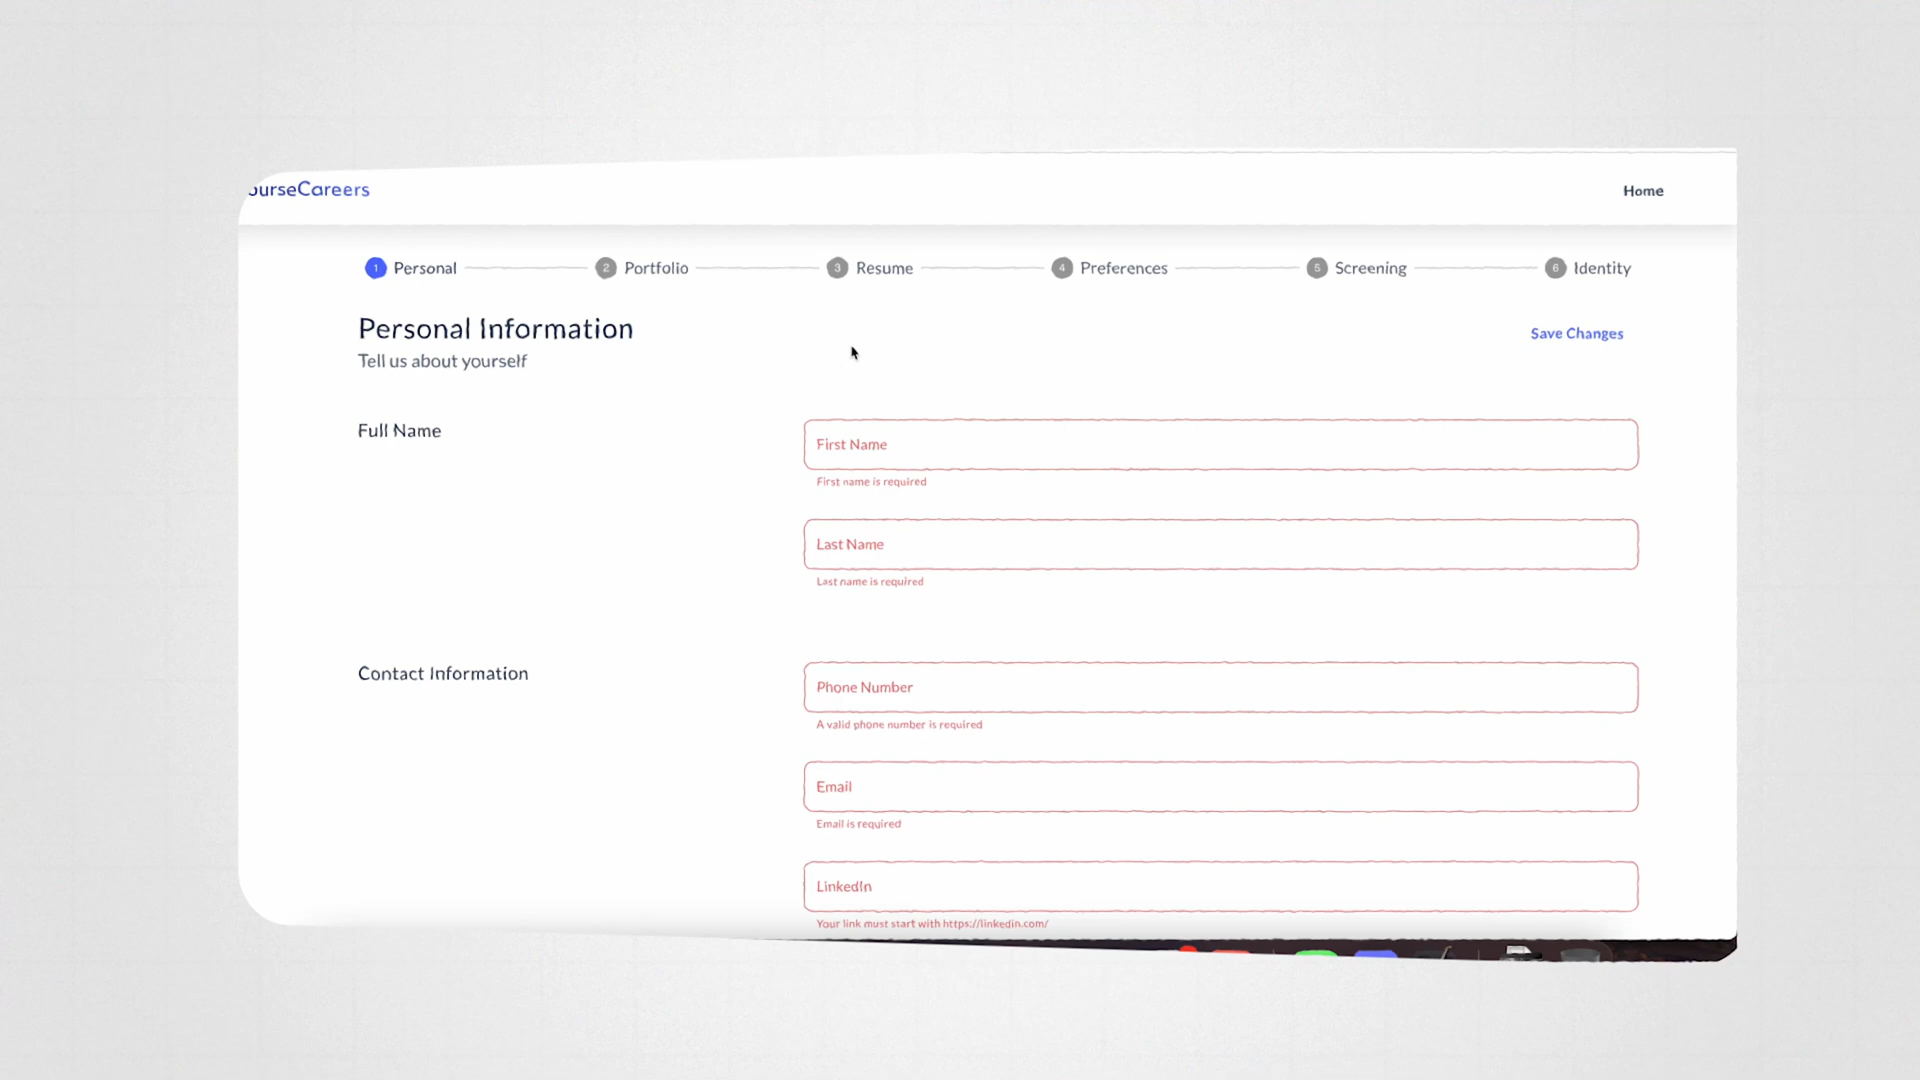 ourseCareers
Home
1 Personal
2 Portfolio
3 Resume
4 Preferences
5 Screening
6 Identity
Personal Information
Save Changes
Tell us about yourself
Full Name
First Name
First name is required
Last Name
Last name is required
Contact Information
Phone Number
A valid phone number is required
Email
Email is required
LinkedIn
Your link must start with https://linkedin.com/